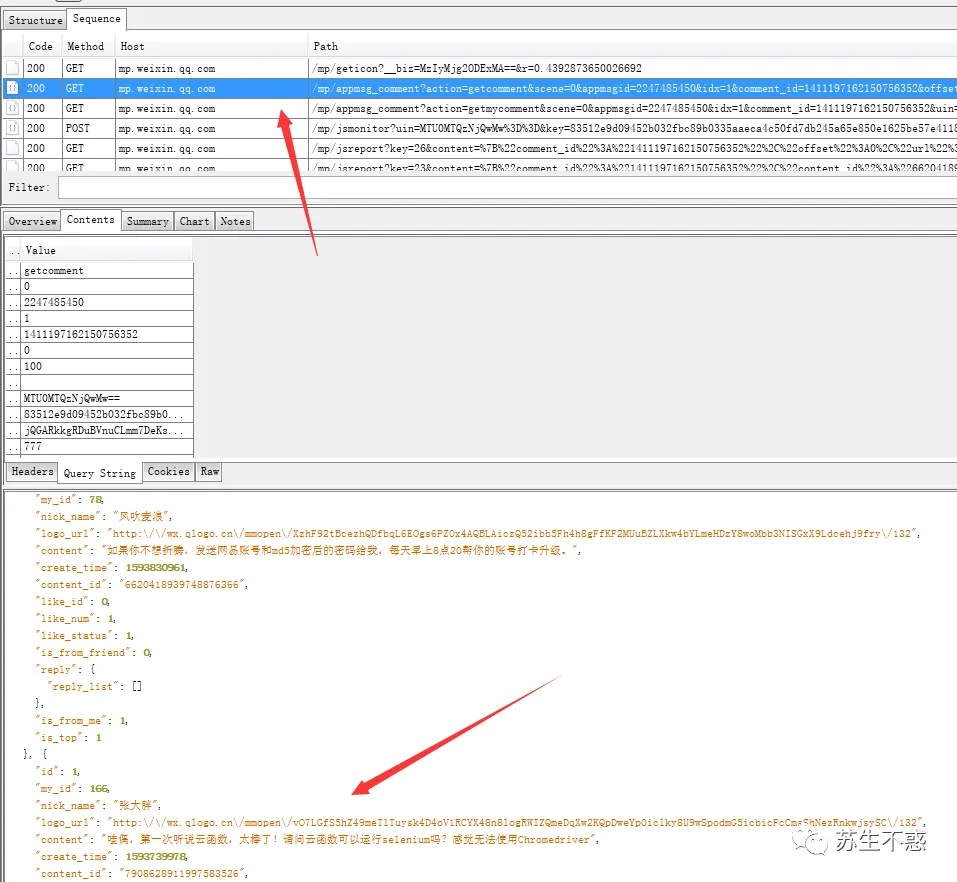 Structure Sequence
Code Method Host Path
200 GET mp.weixin.qq.com /mp/geticon?__biz=MzIyMjg2ODExMA==&r=0.4392873650026692
200 GET mp.weixin.qq.com /mp/appmsg_comment?action=getcomment&scene=0&appmsgid=2247485450&idx=1&comment_id=1411197162150756352&offset
200 GET mp.weixin.qq.com /mp/appmsg_comment?action=getmycomment&scene=0&appmsgid=2247485450&idx=1&comment_id=1411197162150756352&uin=
200 POST mp.weixin.qq.com /mp/jsmonitor?uin=MTU0MTQzNjQwMw%3D%3D&key=83512e9d09452b032fbc89b0335aaeca4c50fd7db245a65e850e1625be57e4118
200 GET mp.weixin.qq.com /mp/jsreport?key=26&content=%7B%22comment_id%22%3A%221411197162150756352%22%2C%22offset%22%3A0%2C%22url%22%3
200 GET mp.weixin.qq.com /mp/jsreport?key=23&content=%7B%22comment_id%22%3A%221411197162150756352%22%2C%22content_id%22%3A%2266204189
Filter:
Overview Contents Summary Chart Notes
.. Value
.. getcomment
.. 0
.. 2247485450
.. 1
.. 1411197162150756352
.. 0
.. 100
..
.. MTU0MTQzNjQwMw==
.. 83512e9d09452b032fbc89b0...
.. jQGARkkgRDuBVnuCLmm7DeKs...
.. 777
Headers Query String Cookies Raw
"my_id": 78,
"nick_name": "风吹麦浪",
"logo_url": "http:\/\/wx.qlogo.cn\/mmopen\/XzhF92tBcezhQDfbqL6EOgs6PZ0x4AQBLAiczQ52ibb5Fh4h8gFfKF2MUuBZLXkw4bYLmeHDzY8woMbb3NISGxX9Ldcehj9fry\/132",
"content": "如果你不想折腾，发送网易账号和md5加密后的密码给我，每天早上8点20帮你的账号打卡升级。",
"create_time": 1593830961,
"content_id": "6620418939748876366",
"like_id": 0,
"like_num": 1,
"like_status": 1,
"is_from_friend": 0,
"reply": {
"reply_list": []
},
"is_from_me": 1,
"is_top": 1
}, {
"id": 1,
"my_id": 166,
"nick_name": "张大胖",
"logo_url": "http:\/\/wx.qlogo.cn\/mmopen\/vO7LGfS5hZ49meTlTuysk4D4oV1RCYX48n8logRWIZQmeDqXw2KQpDweYpOiclky8U9wSpodmG5icbicFcCmsShNezRnkwjsySC\/132",
"content": "哇偶，第一次听说云函数，太棒了！请问云函数可以运行selenium吗？感觉无法使用Chromedriver",
"create_time": 1593739978,
"content_id": "7908628911997583526",
苏生不惑